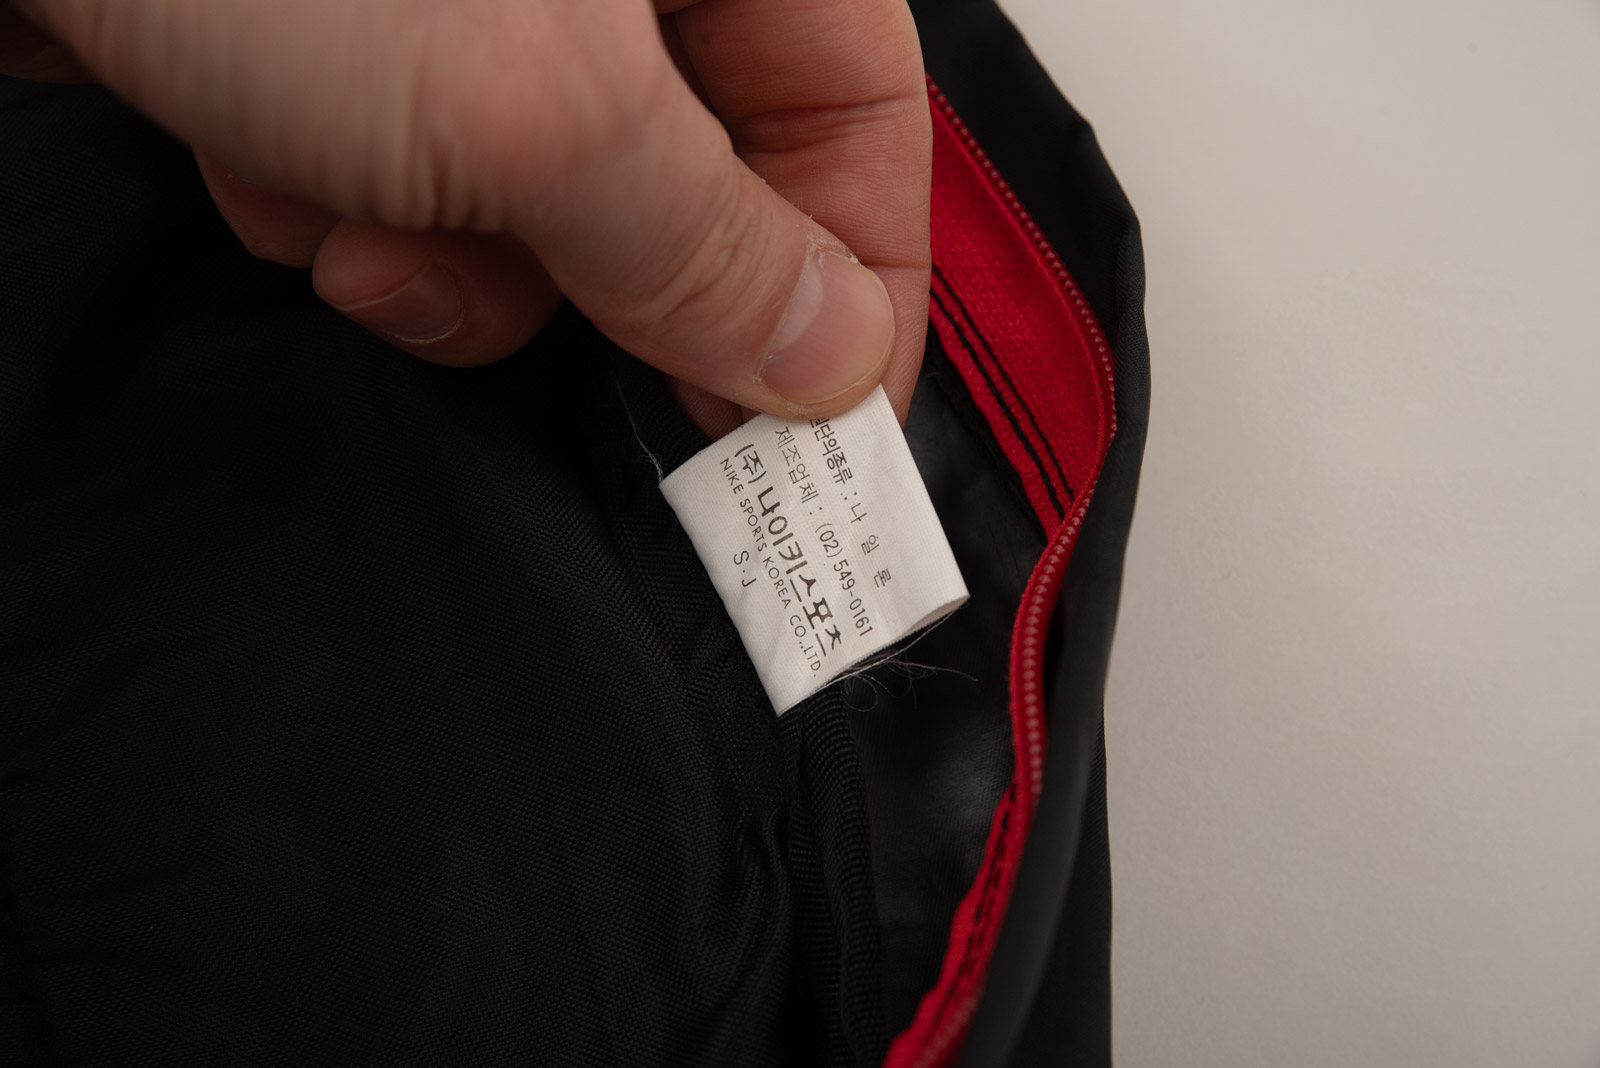 원단의종류 : 나 일 론
제조업체 : (02) 549-0161
(주) 나이키스포츠
NIKE SPORTS KOREA CO.,LTD.
S.J